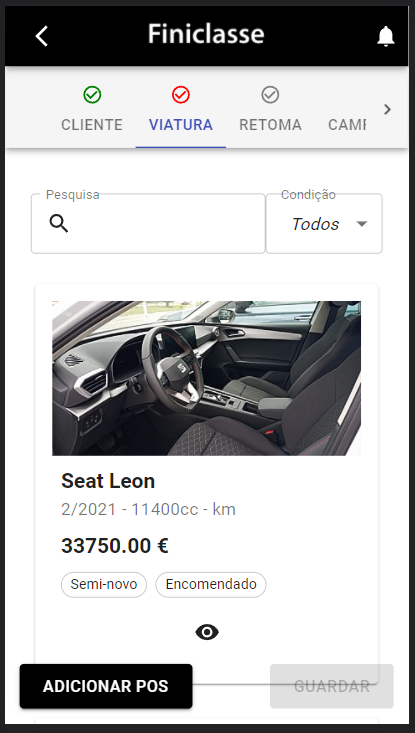 Finiclasse
CLIENTE VIATURA RETOMA
Pesquisa Condição
Todos
Seat Leon
2/2021 - 11400cc - km
33750.00 €
Semi-novo Encomendado
ADICIONAR POS GUARDAR